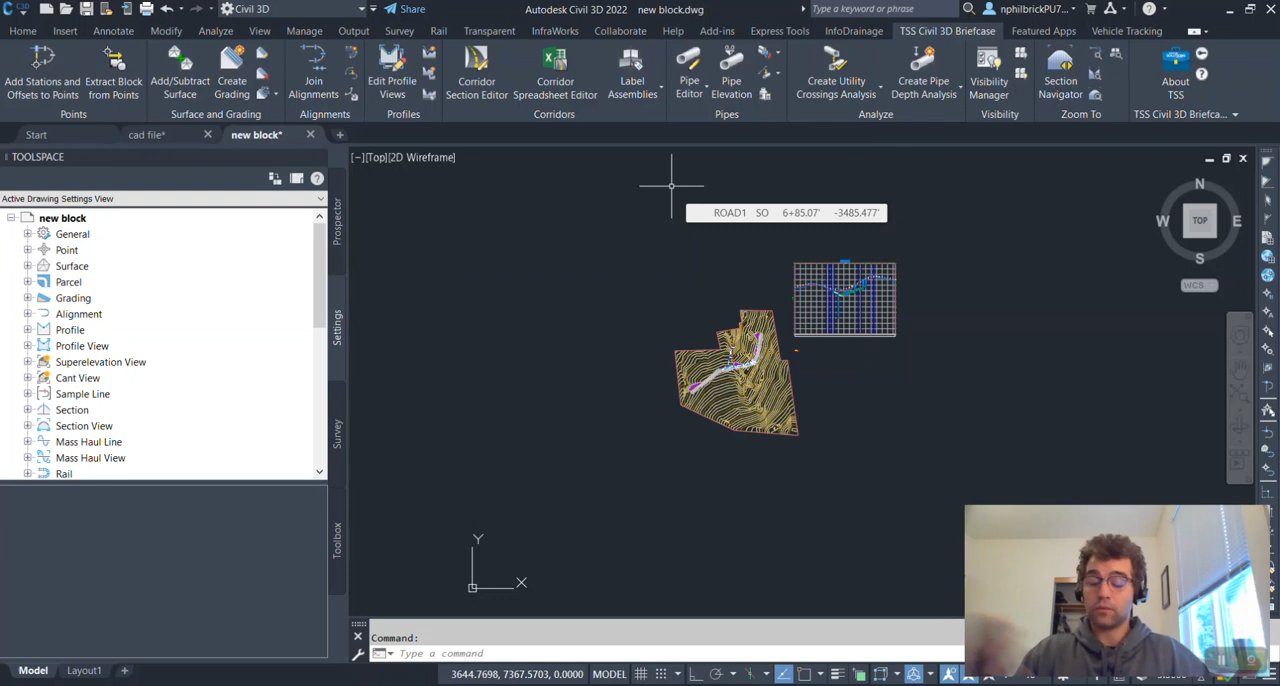 Civil 3D
Share
Autodesk Civil 3D 2022 new block.dwg
Type a keyword or phrase
nphilbrickPU7...
Home Insert Annotate Modify Analyze View Manage Output Survey Rail Transparent InfraWorks Collaborate Help Add-ins Express Tools InfoDrainage TSS Civil 3D Briefcase Featured Apps Vehicle Tracking
Add Stations and Offsets to Points
Extract Block from Points
Add/Subtract Surface
Create Grading
Join Alignments
Edit Profile Views
Corridor Section Editor
Corridor Spreadsheet Editor
Label Assemblies
Pipe Editor
Pipe Elevation
Create Utility Crossings Analysis
Create Pipe Depth Analysis
Visibility Manager
Section Navigator
About TSS
Points Surface and Grading Alignments Profiles Corridors Pipes Analyze Visibility Zoom To TSS Civil 3D Briefca...
Start cad file* new block*
TOOLSPACE
Active Drawing Settings View
new block
General
Point
Surface
Parcel
Grading
Alignment
Profile
Profile View
Superelevation View
Cant View
Sample Line
Section
Section View
Mass Haul Line
Mass Haul View
Rail
Prospector
Settings
Survey
Toolbox
[−][Top][2D Wireframe]
ROAD1 SO 6+85.07' -3485.477'
N
W TOP E
S
WCS
Y
X
Command:
Type a command
Model Layout1
3644.7698, 7367.5703, 0.0000 MODEL